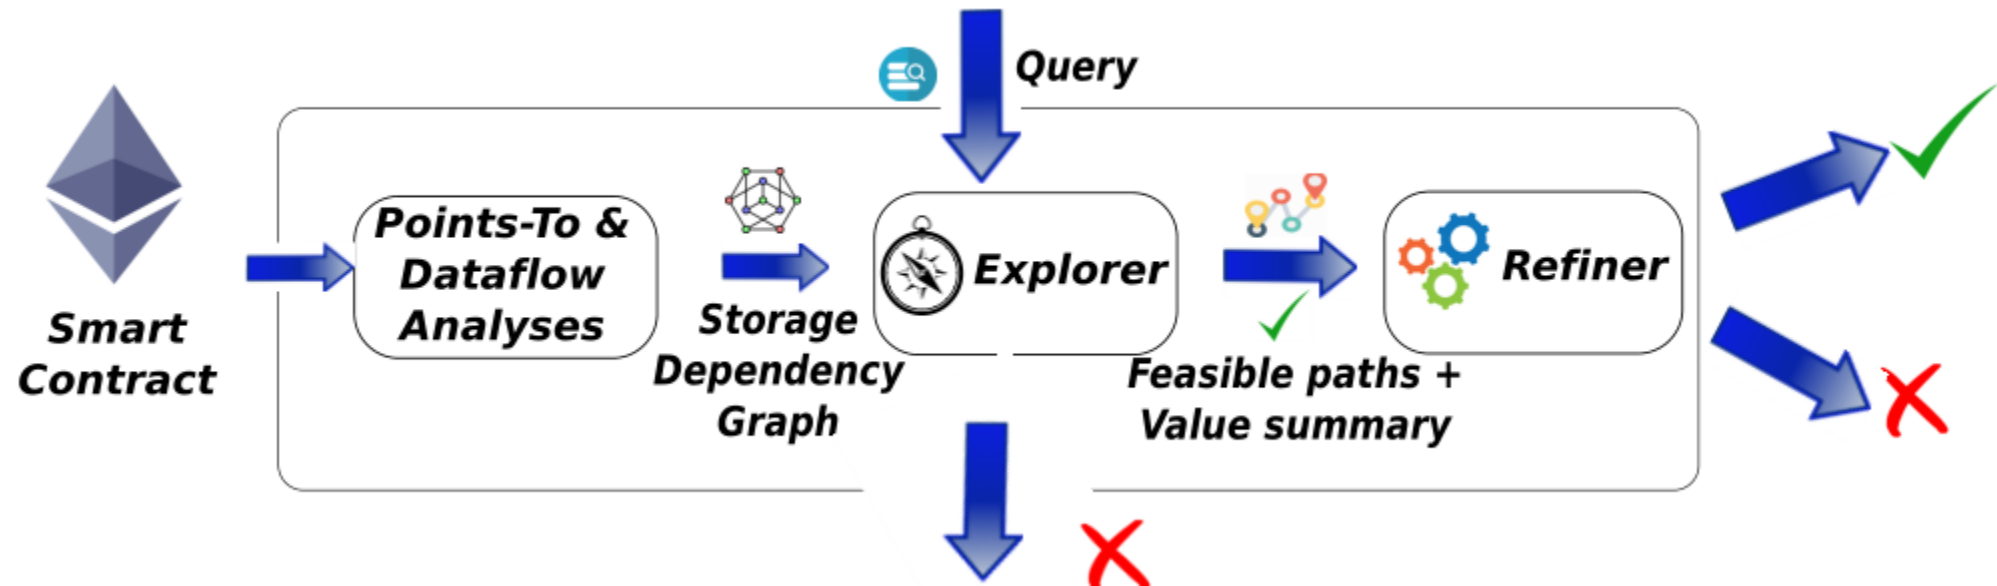 Query
Smart
Contract
Points-To &
Dataflow
Analyses
Storage
Dependency
Graph
Explorer
Feasible paths +
Value summary
Refiner